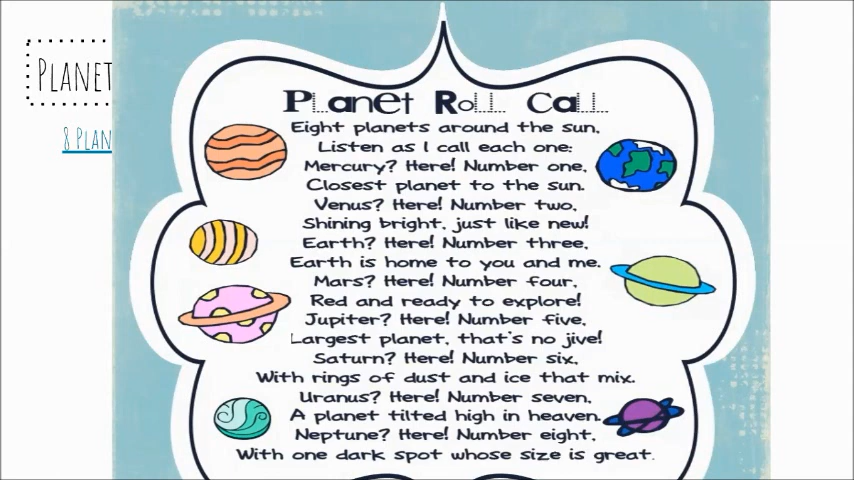 Planet Roll Call
Eight planets around the sun,
Listen as I call each one:
Mercury? Here! Number one,
Closest planet to the sun.
Venus? Here! Number two,
Shining bright, just like new!
Earth? Here! Number three,
Earth is home to you and me.
Mars? Here! Number four,
Red and ready to explore!
Jupiter? Here! Number five,
Largest planet, that's no jive!
Saturn? Here! Number six,
With rings of dust and ice that mix.
Uranus? Here! Number seven,
A planet tilted high in heaven.
Neptune? Here! Number eight,
With one dark spot whose size is great.
PLANET
8 PLAN